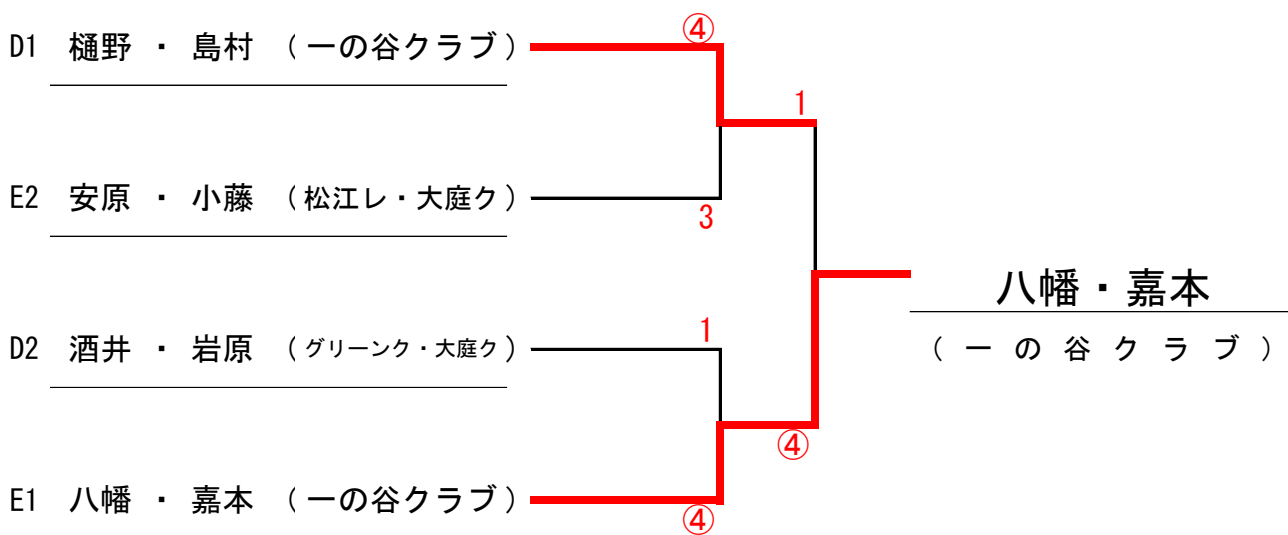 ④
D1 樋野 ・ 島村 (一の谷クラブ)
1
E2 安原 ・ 小藤 (松江レ・大庭ク)
3
八幡・嘉本
(一の谷クラブ)
1
D2 酒井 ・ 岩原 (グリーンク・大庭ク)
④
E1 八幡 ・ 嘉本 (一の谷クラブ)
④